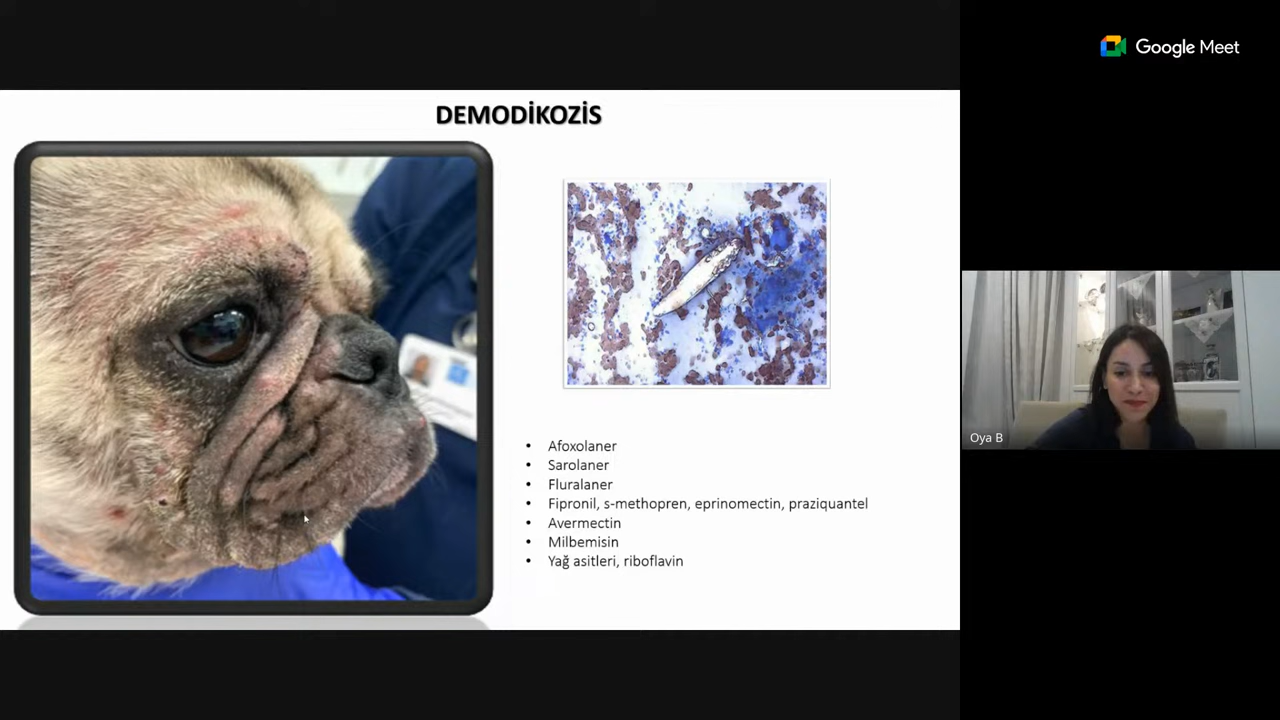 Google Meet
DEMODİKOZİS
Afoxolaner
Sarolaner
Fluralaner
Fipronil, s-methopren, eprinomectin, praziquantel
Avermectin
Milbemisin
Yağ asitleri, riboflavin
Oya B